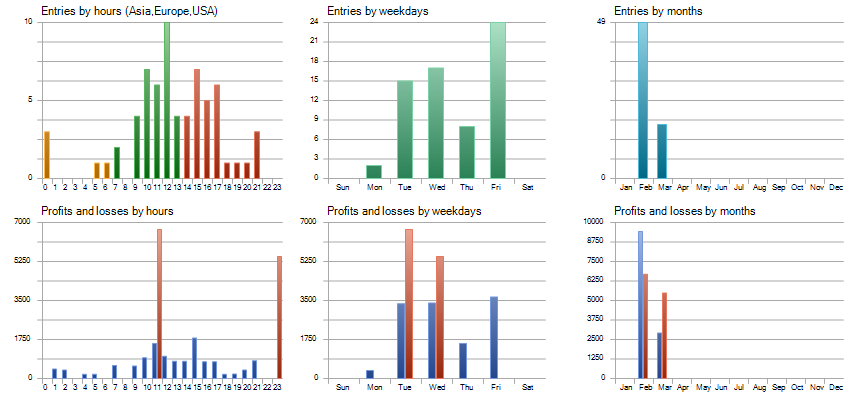 Entries by hours (Asia,Europe,USA)
10
5
0
0 1 2 3 4 5 6 7 8 9 10 11 12 13 14 15 16 17 18 19 20 21 22 23
Entries by weekdays
24
21
18
15
12
9
6
3
0
Sun Mon Tue Wed Thu Fri Sat
Entries by months
49
0
Jan Feb Mar Apr May Jun Jul Aug Sep Oct Nov Dec
Profits and losses by hours
7000
5250
3500
1750
0
0 1 2 3 4 5 6 7 8 9 10 11 12 13 14 15 16 17 18 19 20 21 22 23
Profits and losses by weekdays
7000
5250
3500
1750
0
Sun Mon Tue Wed Thu Fri Sat
Profits and losses by months
10000
8750
7500
6250
5000
3750
2500
1250
0
Jan Feb Mar Apr May Jun Jul Aug Sep Oct Nov Dec